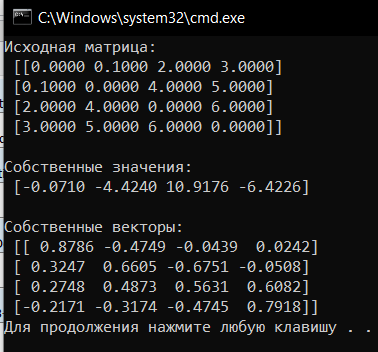 C:\Windows\system32\cmd.exe
Исходная матрица:
[[0.0000 0.1000 2.0000 3.0000]
[0.1000 0.0000 4.0000 5.0000]
[2.0000 4.0000 0.0000 6.0000]
[3.0000 5.0000 6.0000 0.0000]]
Собственные значения:
[-0.0710 -4.4240 10.9176 -6.4226]
Собственные векторы:
[[ 0.8786 -0.4749 -0.0439  0.0242]
[ 0.3247  0.6605 -0.6751 -0.0508]
[ 0.2748  0.4873  0.5631  0.6082]
[-0.2171 -0.3174 -0.4745  0.7918]]
Для продолжения нажмите любую клавишу . .